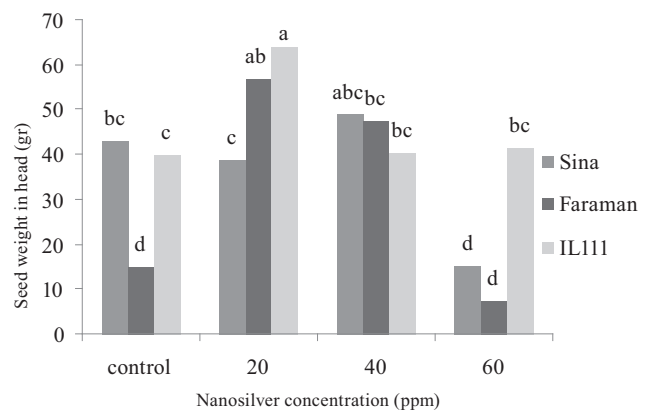 70
60
50
40
30
20
10
0
Seed weight in head (gr)
bc
d
c
c
ab
a
abc
bc
bc
d
d
bc
control
20
40
60
Nanosilver concentration (ppm)
Sina
Faraman
IL111